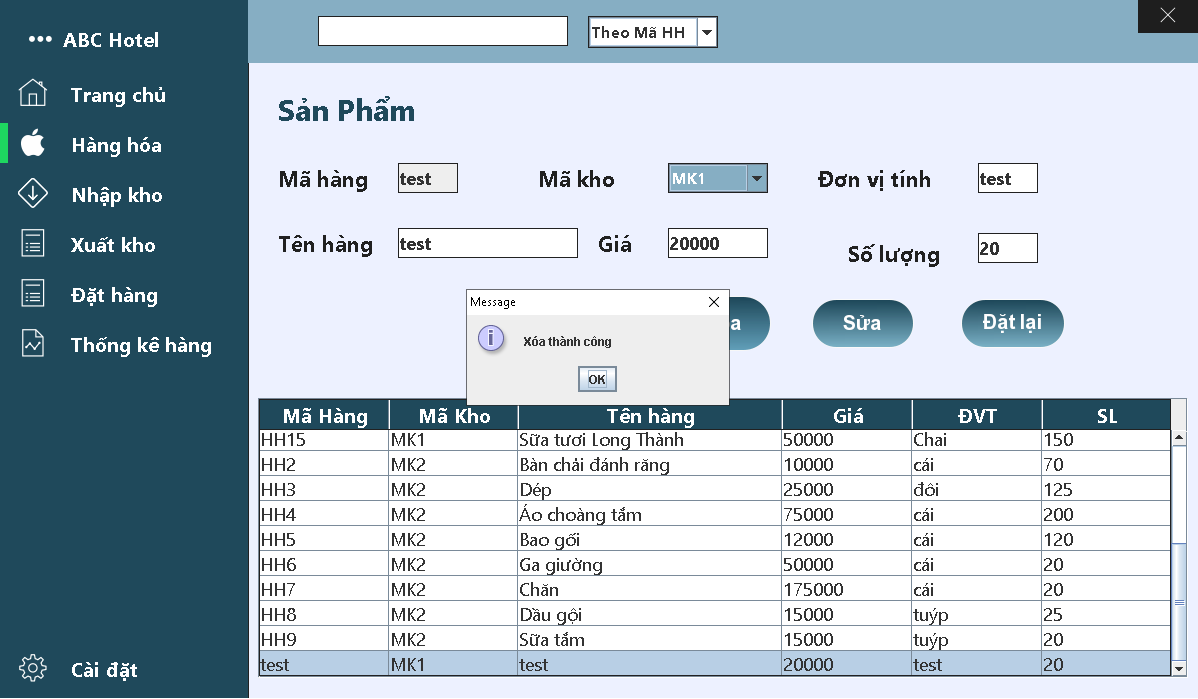 ABC Hotel
Theo Mã HH
Trang chủ
Hàng hóa
Nhập kho
Xuất kho
Đặt hàng
Thống kê hàng
Cài đặt
Sản Phẩm
Mã hàng test Mã kho MK1 Đơn vị tính test
Tên hàng test Giá 20000 Số lượng 20
a Sửa Đặt lại
Message
Xóa thành công
OK
Mã Hàng Mã Kho Tên hàng Giá ĐVT SL
HH15 MK1 Sữa tươi Long Thành 50000 Chai 150
HH2 MK2 Bàn chải đánh răng 10000 cái 70
HH3 MK2 Dép 25000 đôi 125
HH4 MK2 Áo choàng tắm 75000 cái 200
HH5 MK2 Bao gối 12000 cái 120
HH6 MK2 Ga giường 50000 cái 20
HH7 MK2 Chăn 175000 cái 20
HH8 MK2 Dầu gội 15000 tuýp 25
HH9 MK2 Sữa tắm 15000 tuýp 20
test MK1 test 20000 test 20